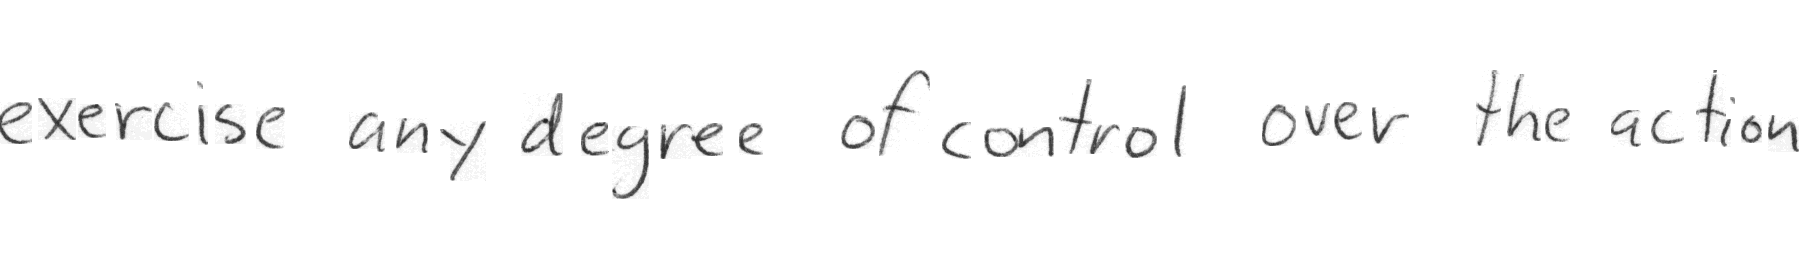 exercise any degree of control over the action